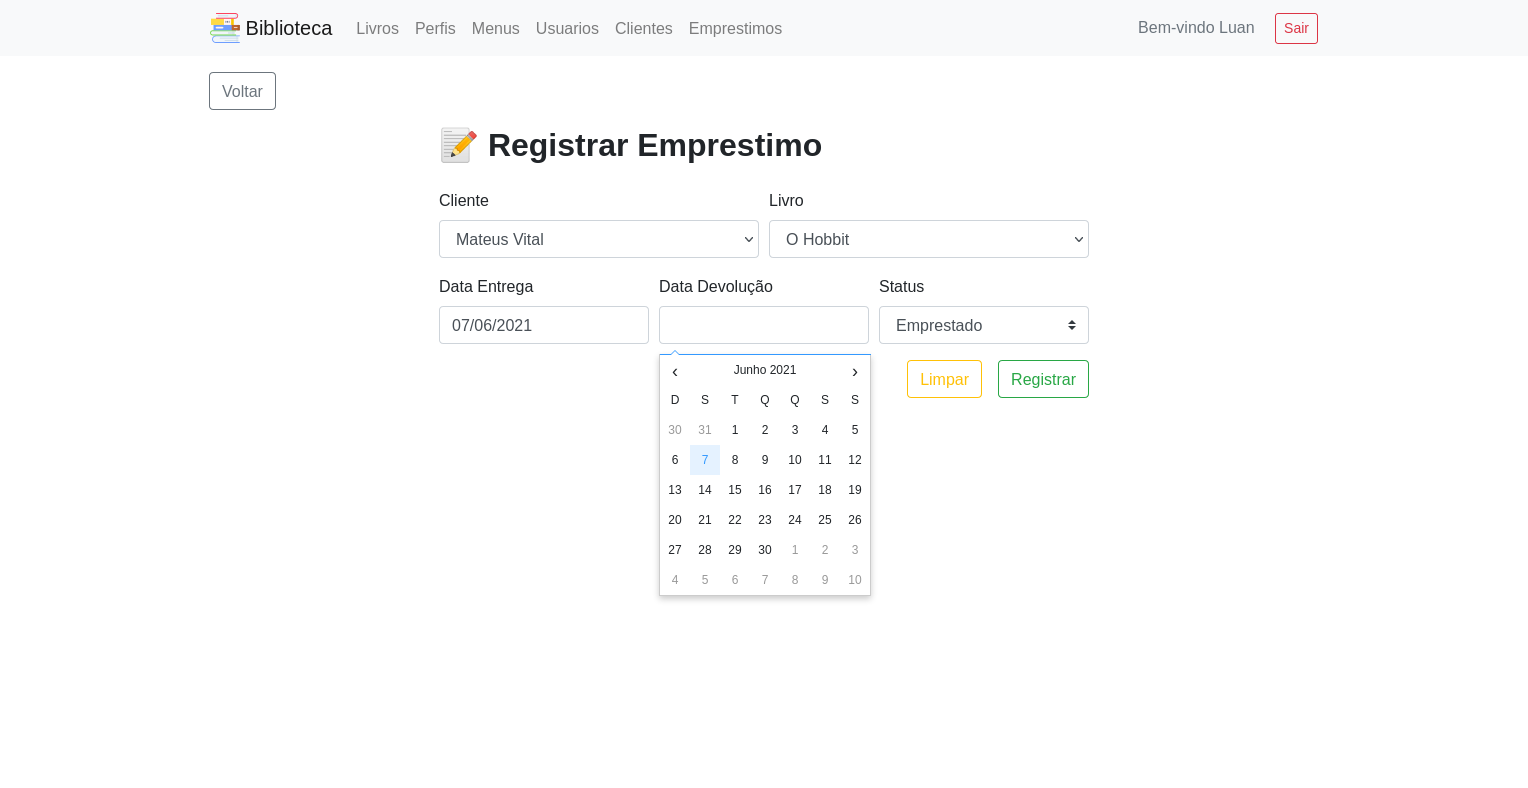 Biblioteca Livros Perfis Menus Usuarios Clientes Emprestimos Bem-vindo Luan Sair
Voltar
Registrar Emprestimo
Cliente Livro
Mateus Vital O Hobbit
Data Entrega Data Devolução Status
07/06/2021 Emprestado
‹ Junho 2021 ›
Limpar Registrar
D S T Q Q S S
30 31 1 2 3 4 5
6 7 8 9 10 11 12
13 14 15 16 17 18 19
20 21 22 23 24 25 26
27 28 29 30 1 2 3
4 5 6 7 8 9 10